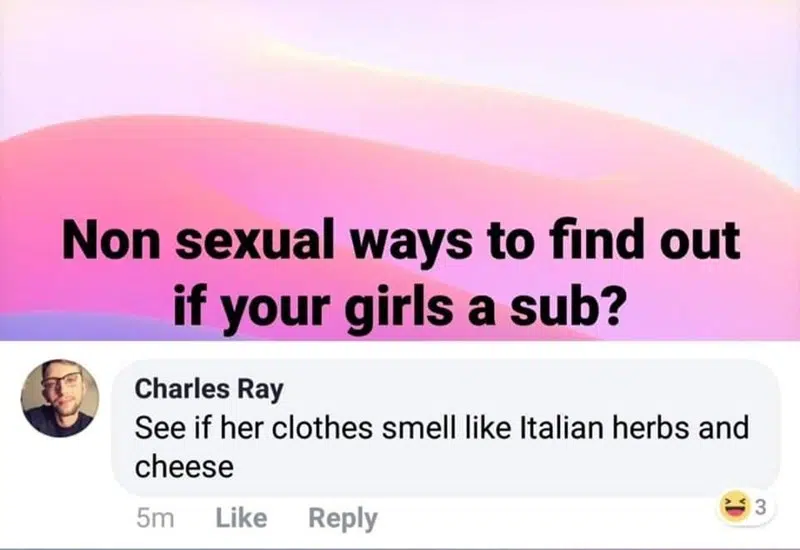 Non sexual ways to find out
if your girls a sub?
Charles Ray
See if her clothes smell like Italian herbs and
cheese
5m Like Reply 3